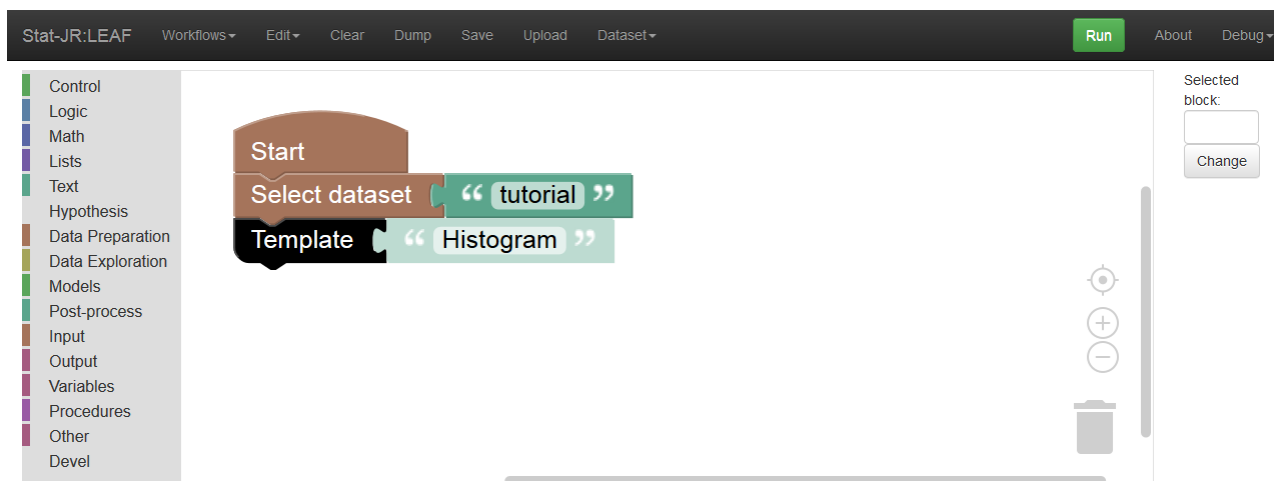 Stat-JR:LEAF Workflows Edit Clear Dump Save Upload Dataset Run About Debug
Control
Logic
Math
Lists
Text
Hypothesis
Data Preparation
Data Exploration
Models
Post-process
Input
Output
Variables
Procedures
Other
Devel
Start
Select dataset “ tutorial ”
Template “ Histogram ”
Selected
block:
Change